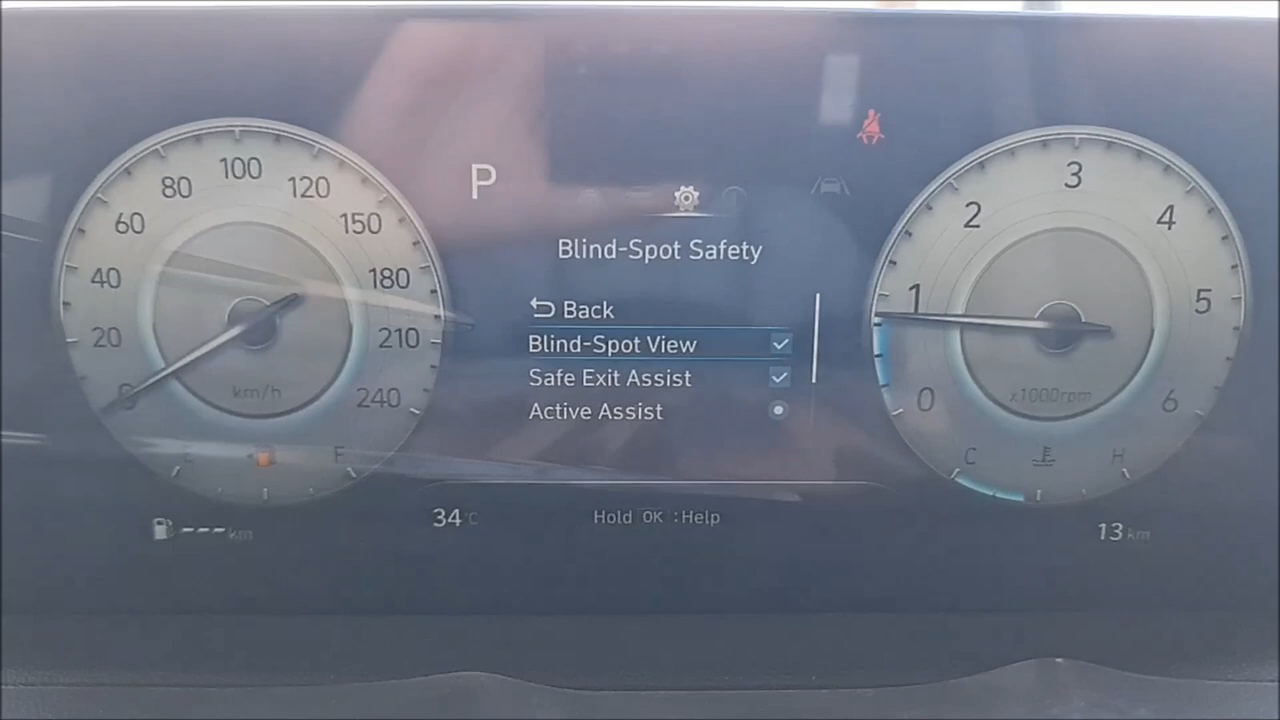 100
80
120
60
150
40
180
20
210
0
240
km/h
E
F
--- km
P
Blind-Spot Safety
Back
Blind-Spot View
Safe Exit Assist
Active Assist
34°C
Hold OK :Help
3
2
4
1
5
0
6
x1000rpm
C
H
13 km